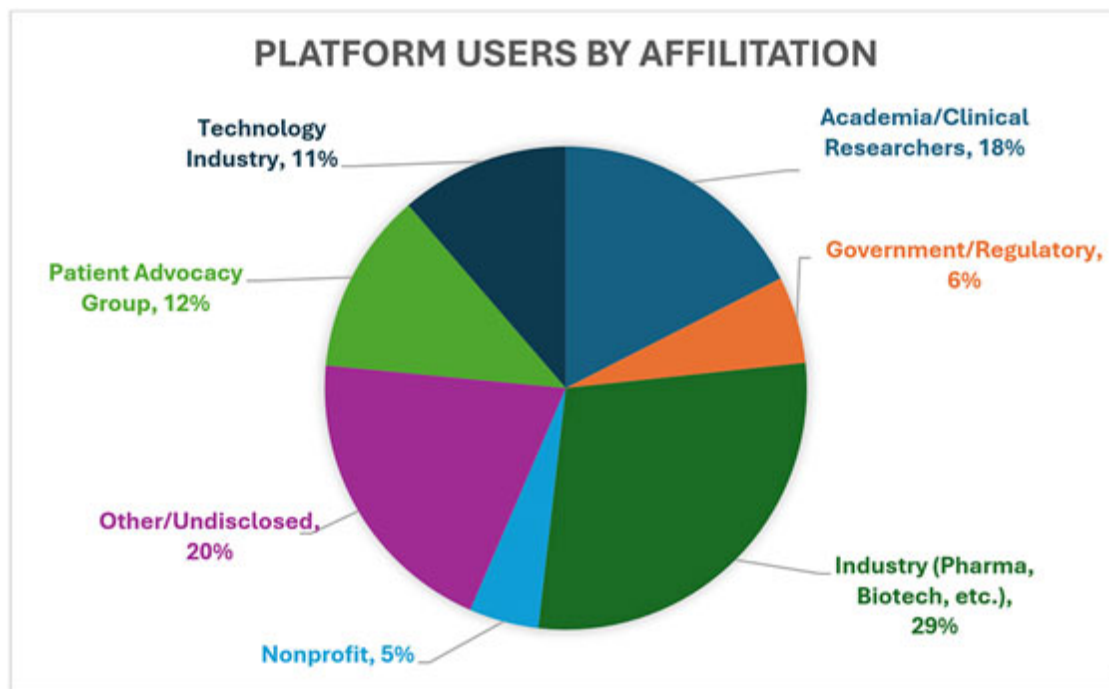 PLATFORM USERS BY AFFILITATION
Technology
Industry, 11%
Academia/Clinical
Researchers, 18%
Government/Regulatory,
6%
Patient Advocacy
Group, 12%
Other/Undisclosed,
20%
Industry (Pharma,
Biotech, etc.),
29%
Nonprofit, 5%